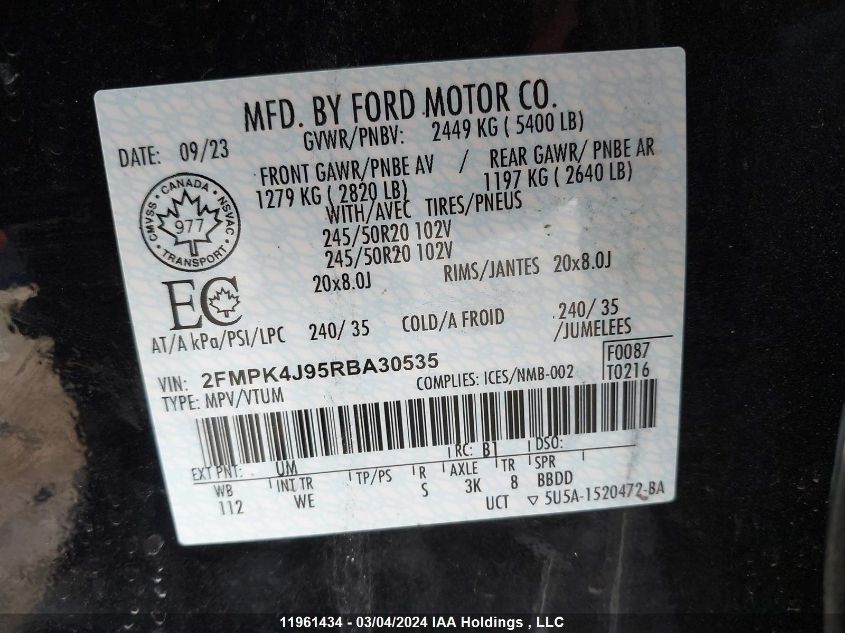 MFD. BY FORD MOTOR CO.
DATE: 09/23
GVWR/PNBV: 2449 KG ( 5400 LB)
FRONT GAWR/PNBE AV / REAR GAWR/ PNBE AR
1279 KG ( 2820 LB) 1197 KG ( 2640 LB)
WITH/AVEC TIRES/PNEUS
245/50R20 102V
245/50R20 102V
20x8.0J RIMS/JANTES 20x8.0J
CANADA
CMVSS NSVAC
977
TRANSPORT
EC
AT/A kPa/PSI/LPC 240/ 35 COLD/A FROID 240/ 35
/JUMELEES
VIN: 2FMPK4J95RBA30535
COMPLIES: ICES/NMB-002
F0087
T0216
TYPE: MPV/VTUM
EXT PNT: UM RC: B1 DSO:
WB INT TR TP/PS R AXLE TR SPR
112 WE S 3K 8 BBDD
UCT ▽ 5U5A-1520472-BA
11961434 - 03/04/2024 IAA Holdings , LLC